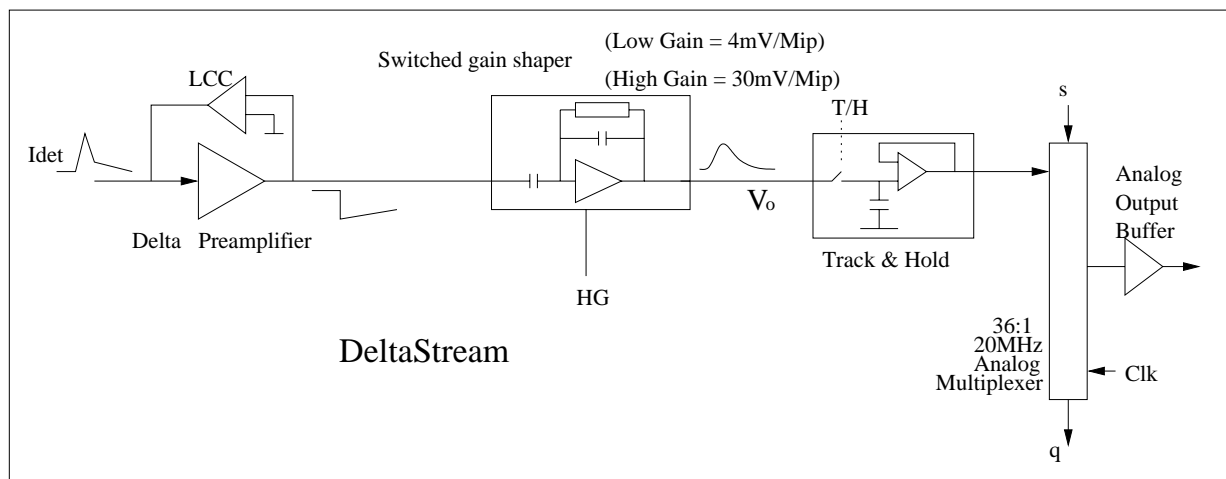 (Low Gain = 4mV/Mip)
Switched gain shaper
(High Gain = 30mV/Mip)
LCC
T/H
s
Idet
Vo
Analog
Output
Buffer
Delta Preamplifier
Track & Hold
HG
DeltaStream
36:1
20MHz
Analog
Multiplexer
Clk
q